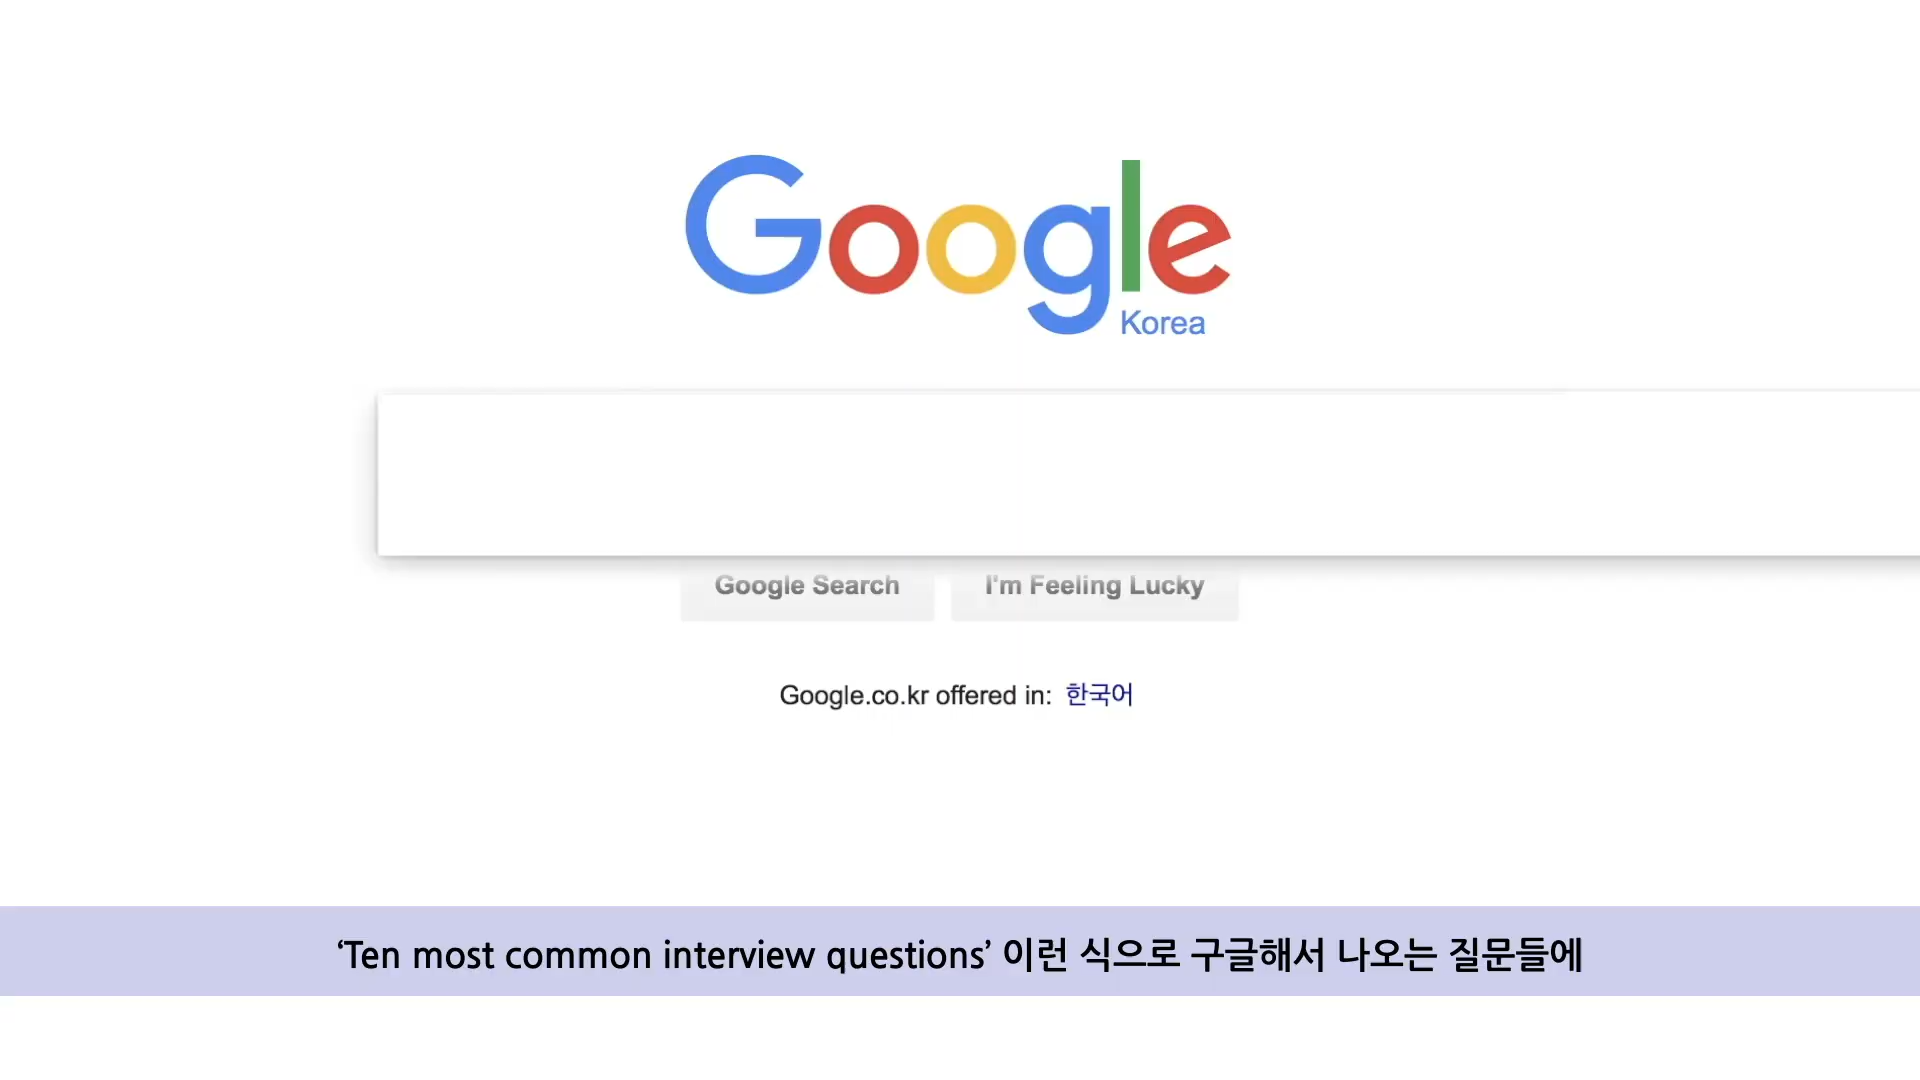 Google
Korea
Google Search
I'm Feeling Lucky
Google.co.kr offered in: 한국어
‘Ten most common interview questions’ 이런 식으로 구글해서 나오는 질문들에